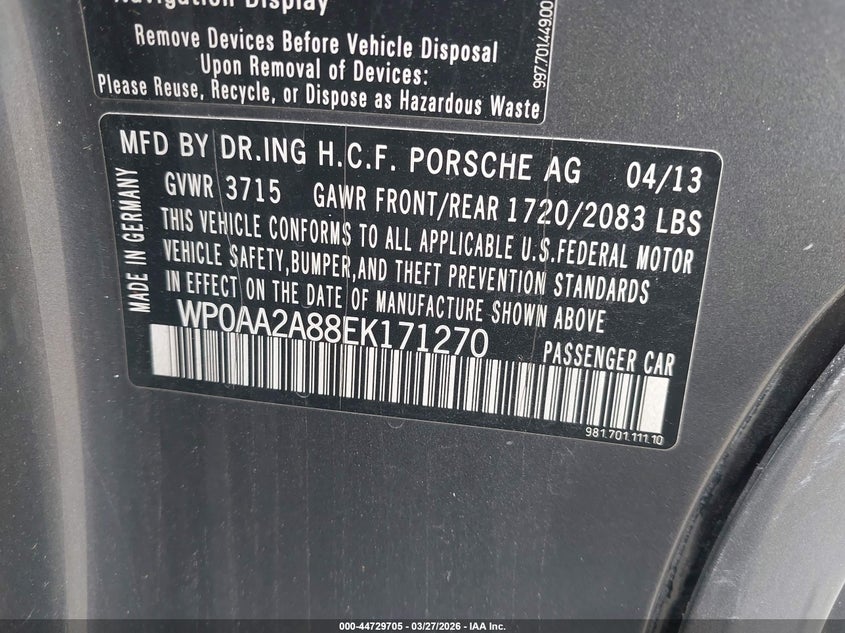 Navigation Display
Remove Devices Before Vehicle Disposal
Upon Removal of Devices:
Please Reuse, Recycle, or Dispose as Hazardous Waste
997.701.449.00
MFD BY DR.ING H.C.F. PORSCHE AG 04/13
GVWR 3715 GAWR FRONT/REAR 1720/2083 LBS
THIS VEHICLE CONFORMS TO ALL APPLICABLE U.S.FEDERAL MOTOR
VEHICLE SAFETY,BUMPER,AND THEFT PREVENTION STANDARDS
IN EFFECT ON THE DATE OF MANUFACTURE SHOWN ABOVE
MADE IN GERMANY
WP0AA2A88EK171270 PASSENGER CAR
981.701.111.10
000-44729705 — 03/27/2026 — IAA Inc.